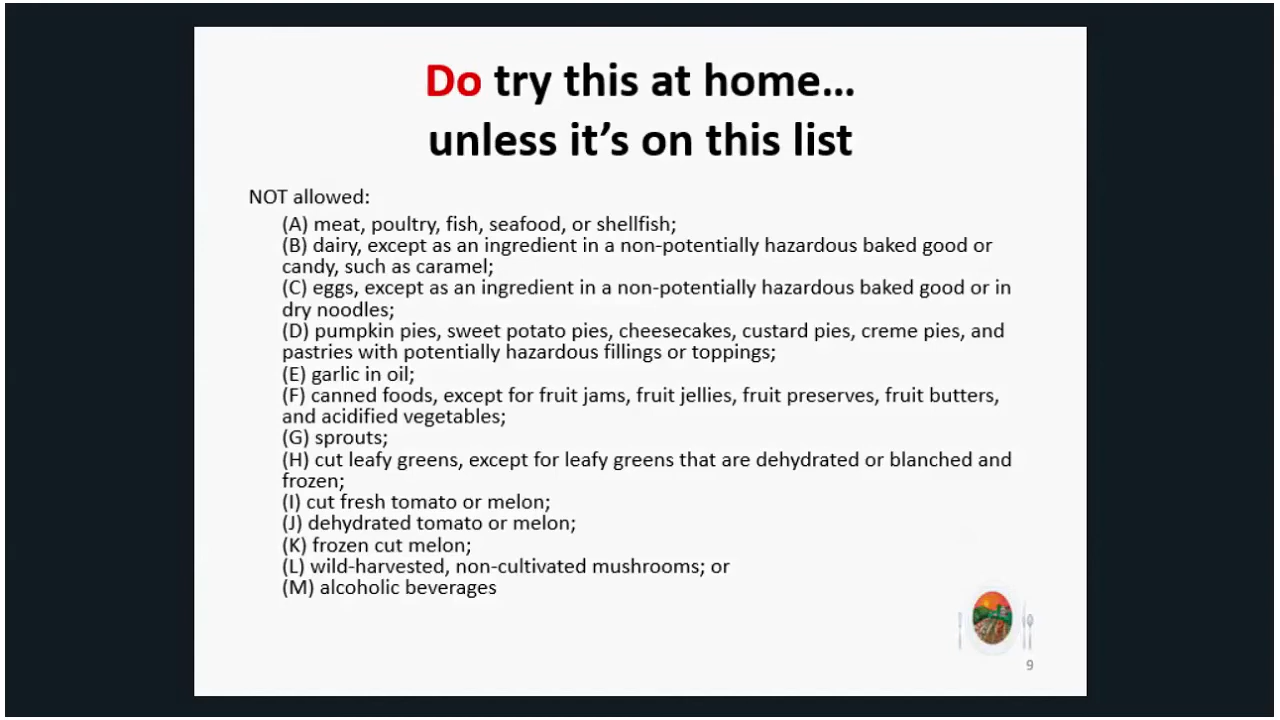 Do try this at home…
unless it’s on this list
NOT allowed:
(A) meat, poultry, fish, seafood, or shellfish;
(B) dairy, except as an ingredient in a non-potentially hazardous baked good or
candy, such as caramel;
(C) eggs, except as an ingredient in a non-potentially hazardous baked good or in
dry noodles;
(D) pumpkin pies, sweet potato pies, cheesecakes, custard pies, creme pies, and
pastries with potentially hazardous fillings or toppings;
(E) garlic in oil;
(F) canned foods, except for fruit jams, fruit jellies, fruit preserves, fruit butters,
and acidified vegetables;
(G) sprouts;
(H) cut leafy greens, except for leafy greens that are dehydrated or blanched and
frozen;
(I) cut fresh tomato or melon;
(J) dehydrated tomato or melon;
(K) frozen cut melon;
(L) wild-harvested, non-cultivated mushrooms; or
(M) alcoholic beverages
9